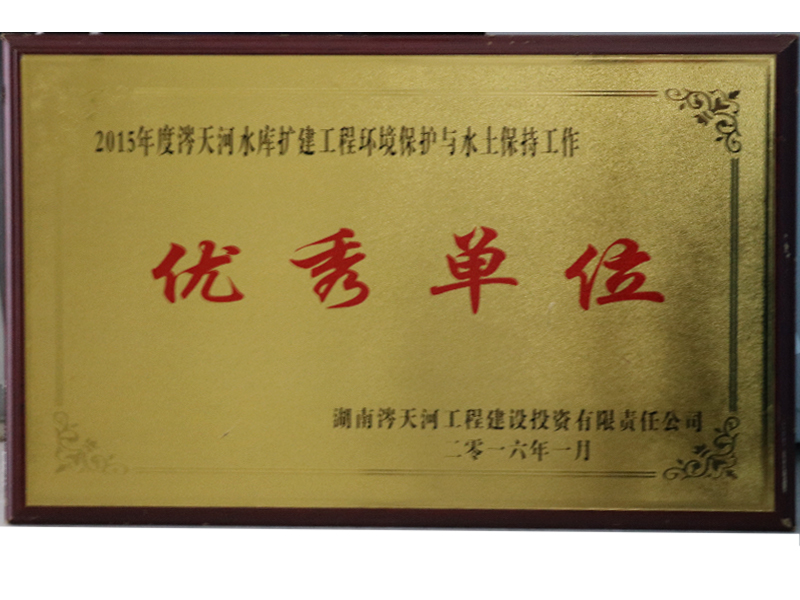 2015年度涔天河水库扩建工程环境保护与水土保持工作
优秀单位
湖南涔天河工程建设投资有限责任公司
二零一六年一月